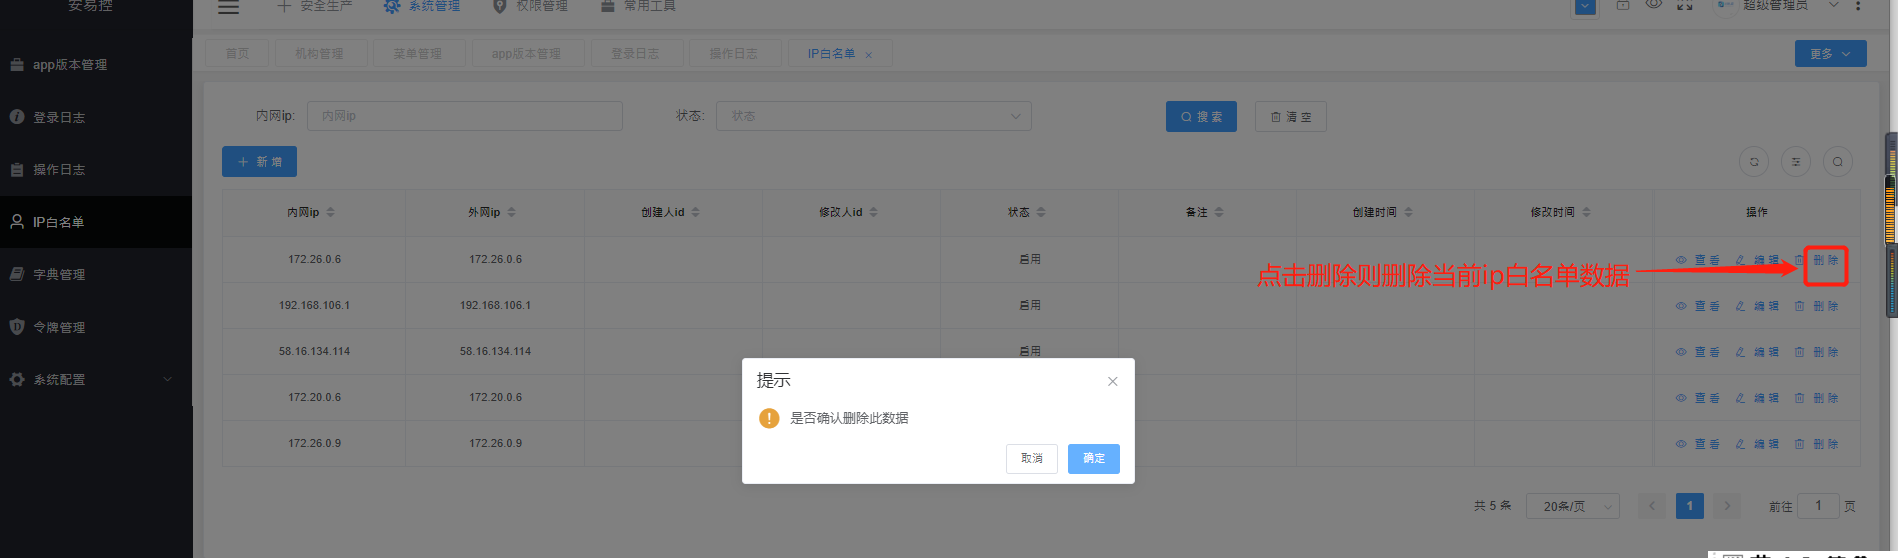 安易控
安全生产 系统管理 权限管理 常用工具 超级管理员
首页 机构管理 菜单管理 app版本管理 登录日志 操作日志 IP白名单 更多
app版本管理
登录日志
操作日志
IP白名单
字典管理
令牌管理
系统配置
内网ip: 内网ip 状态: 状态 搜 索 清 空
新 增
内网ip 外网ip 创建人id 修改人id 状态 备注 创建时间 修改时间 操作
172.26.0.6 172.26.0.6 启用 查 看 编 辑 删 除
点击删除则删除当前ip白名单数据
192.168.106.1 192.168.106.1 启用 查 看 编 辑 删 除
58.16.134.114 58.16.134.114 启用 查 看 编 辑 删 除
172.20.0.6 172.20.0.6 查 看 编 辑 删 除
172.26.0.9 172.26.0.9 查 看 编 辑 删 除
提示
是否确认删除此数据
取消 确定
共 5 条 20条/页 1 前往 1 页